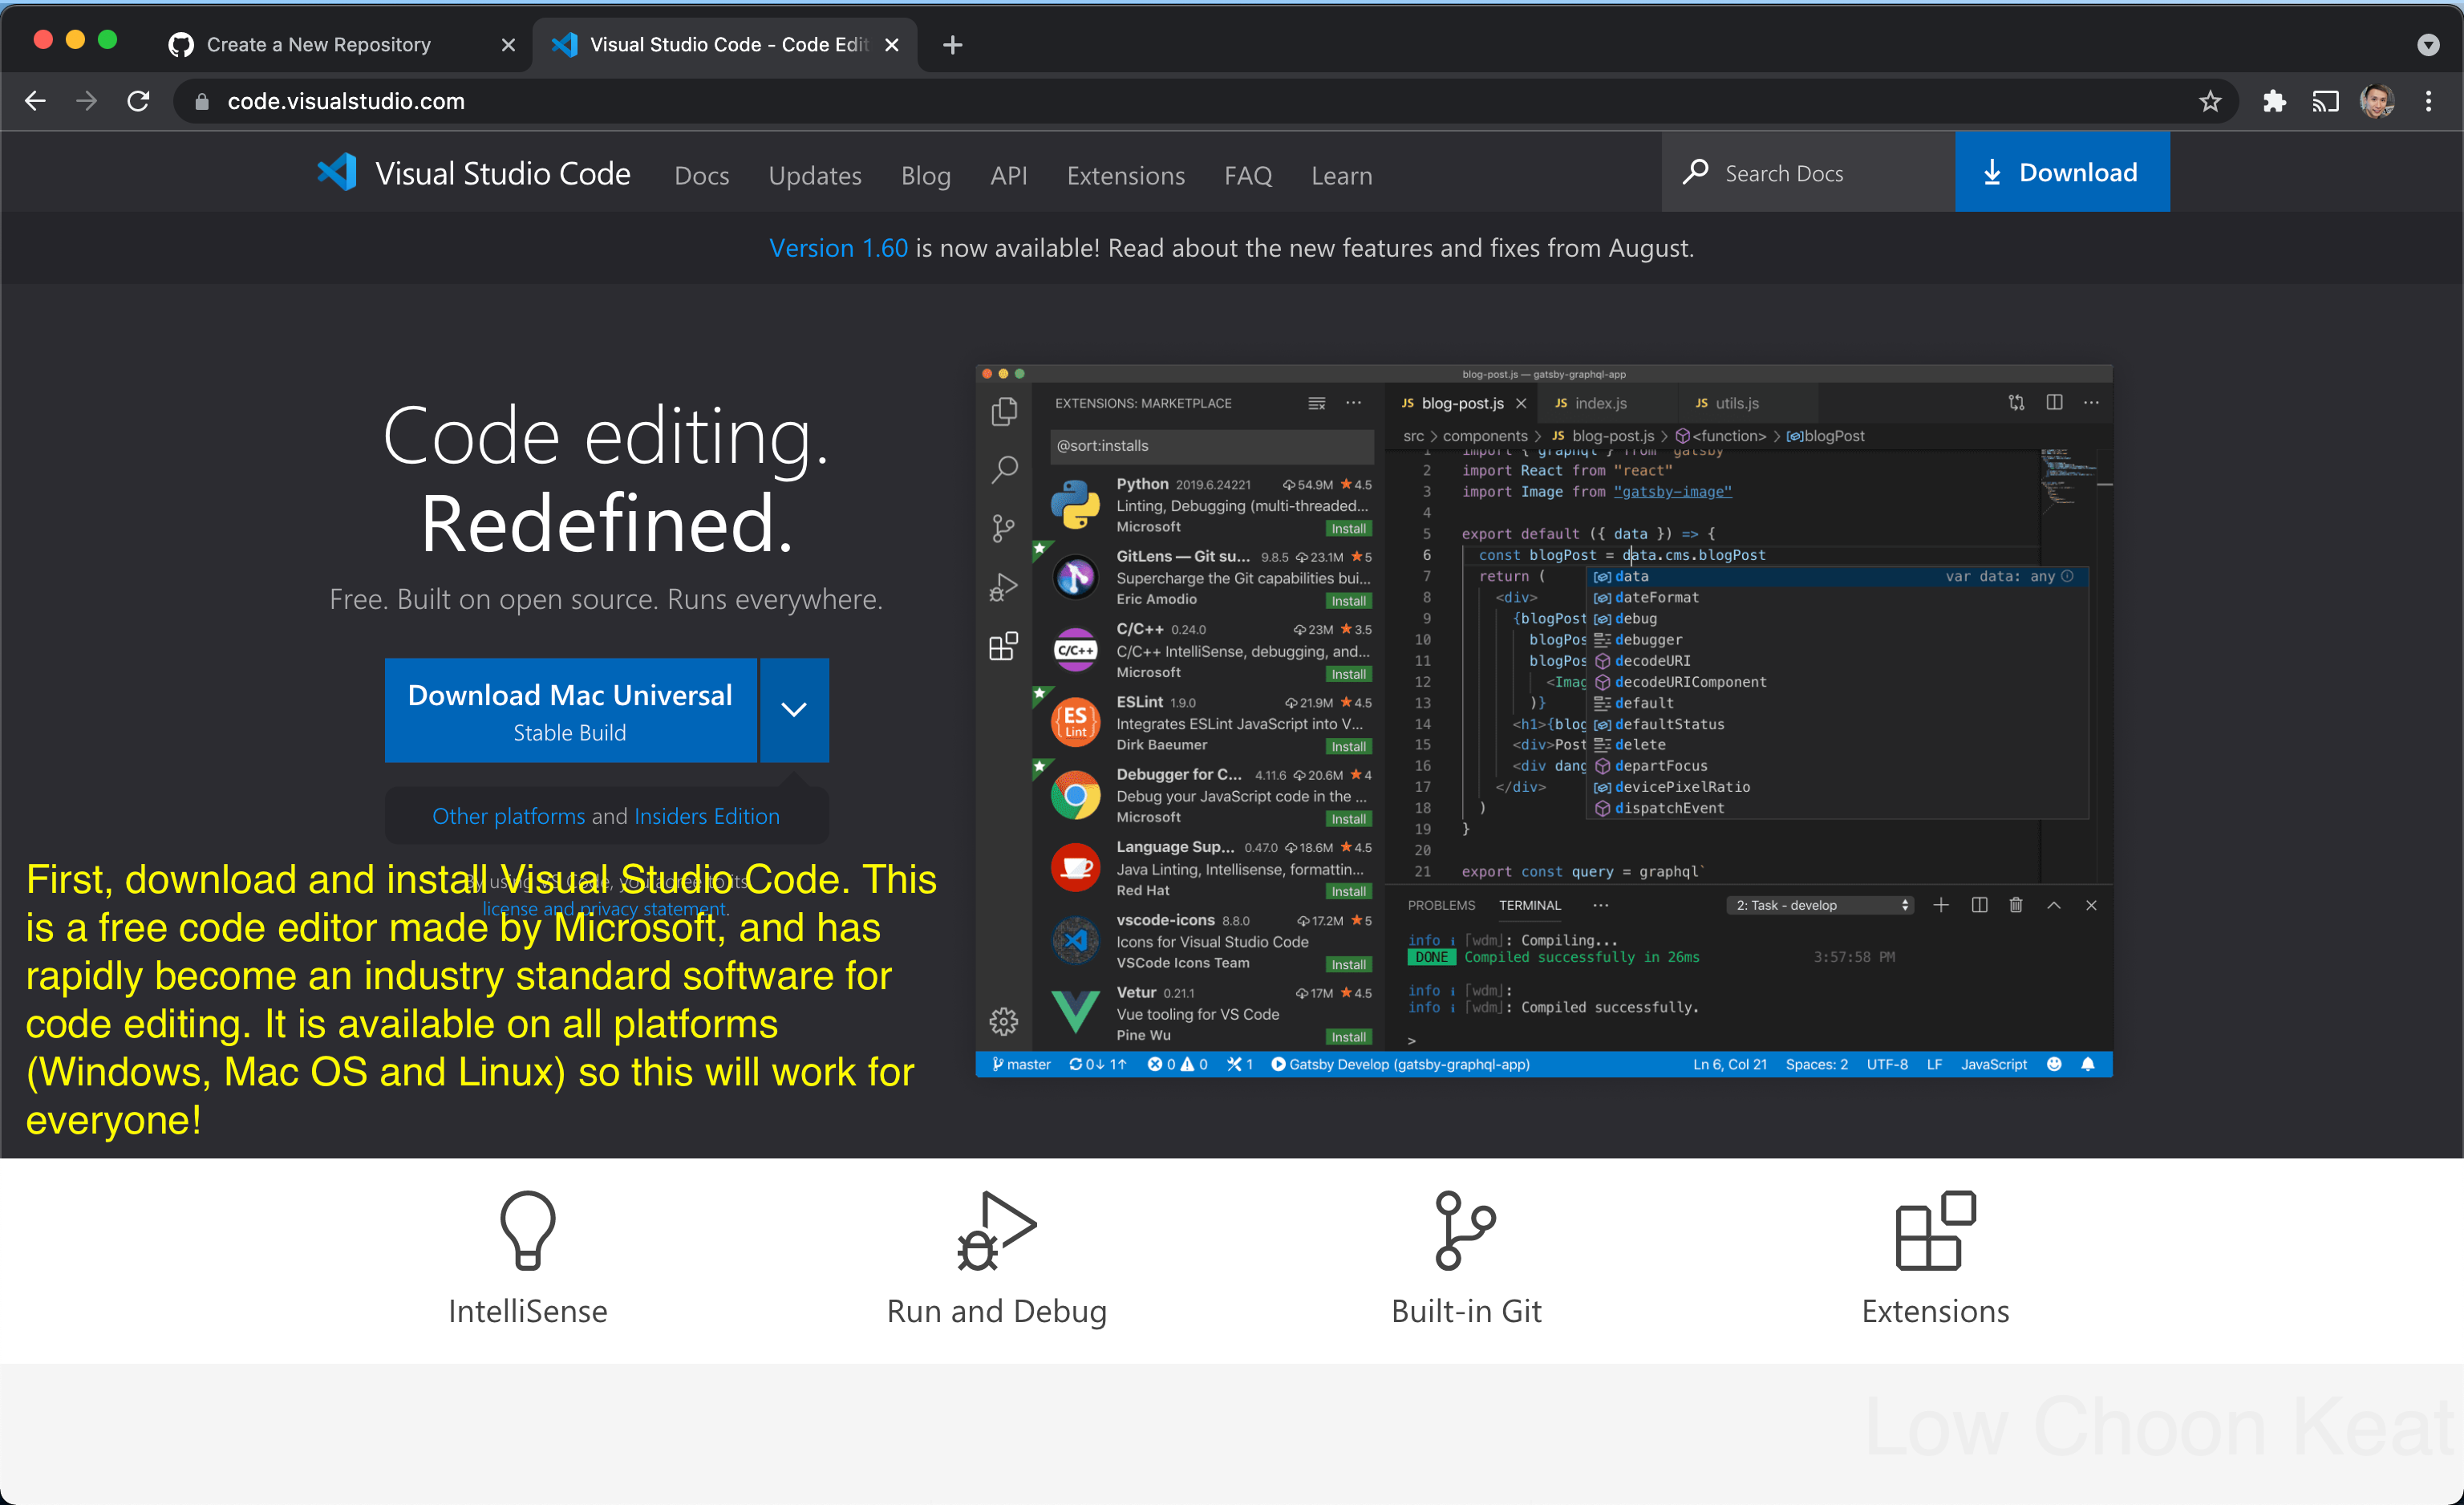 Create a New Repository
Visual Studio Code - Code Edit
code.visualstudio.com
Visual Studio Code
Docs
Updates
Blog
API
Extensions
FAQ
Learn
Search Docs
Download
Version 1.60 is now available! Read about the new features and fixes from August.
Code editing.
Redefined.
Free. Built on open source. Runs everywhere.
Download Mac Universal
Stable Build
Other platforms and Insiders Edition
By using VS Code, you agree to its
license and privacy statement.
First, download and install Visual Studio Code. This
is a free code editor made by Microsoft, and has
rapidly become an industry standard software for
code editing. It is available on all platforms
(Windows, Mac OS and Linux) so this will work for
everyone!
blog-post.js — gatsby-graphql-app
EXTENSIONS: MARKETPLACE
@sort:installs
Python 2019.6.24221 54.9M ★4.5
Linting, Debugging (multi-threaded...
Microsoft Install
GitLens — Git su... 9.8.5 23.1M ★5
Supercharge the Git capabilities bui...
Eric Amodio Install
C/C++ 0.24.0 23M ★3.5
C/C++
C/C++ IntelliSense, debugging, and...
Microsoft Install
ESLint 1.9.0 21.9M ★4.5
ES
Lint
Integrates ESLint JavaScript into V...
Dirk Baeumer Install
Debugger for C... 4.11.6 20.6M ★4
Debug your JavaScript code in the ...
Microsoft Install
Language Sup... 0.47.0 18.6M ★4.5
Java Linting, Intellisense, formattin...
Red Hat Install
vscode-icons 8.8.0 17.2M ★5
Icons for Visual Studio Code
VSCode Icons Team Install
Vetur 0.21.1 17M ★4.5
Vue tooling for VS Code
Pine Wu Install
JS blog-post.js
JS index.js
JS utils.js
src > components > JS blog-post.js > <function> > blogPost
1 import { graphql } from "gatsby"
2 import React from "react"
3 import Image from "gatsby-image"
4
5 export default ({ data }) => {
6 const blogPost = data.cms.blogPost
7 return (
8 <div>
9 {blogPost
10 blogPos
11 blogPos
12 <Imag
13 )}
14 <h1>{blog
15 <div>Post
16 <div dang
17 </div>
18 )
19 }
20
21 export const query = graphql`
data var data: any
dateFormat
debug
debugger
decodeURI
decodeURIComponent
default
defaultStatus
delete
departFocus
devicePixelRatio
dispatchEvent
PROBLEMS TERMINAL ... 2: Task - develop
info i ｢wdm｣: Compiling...
DONE Compiled successfully in 26ms 3:57:58 PM
info i ｢wdm｣:
info i ｢wdm｣: Compiled successfully.
>
master 0↓ 1↑ 0 0 1 Gatsby Develop (gatsby-graphql-app) Ln 6, Col 21 Spaces: 2 UTF-8 LF JavaScript
IntelliSense
Run and Debug
Built-in Git
Extensions
Low Choon Keat